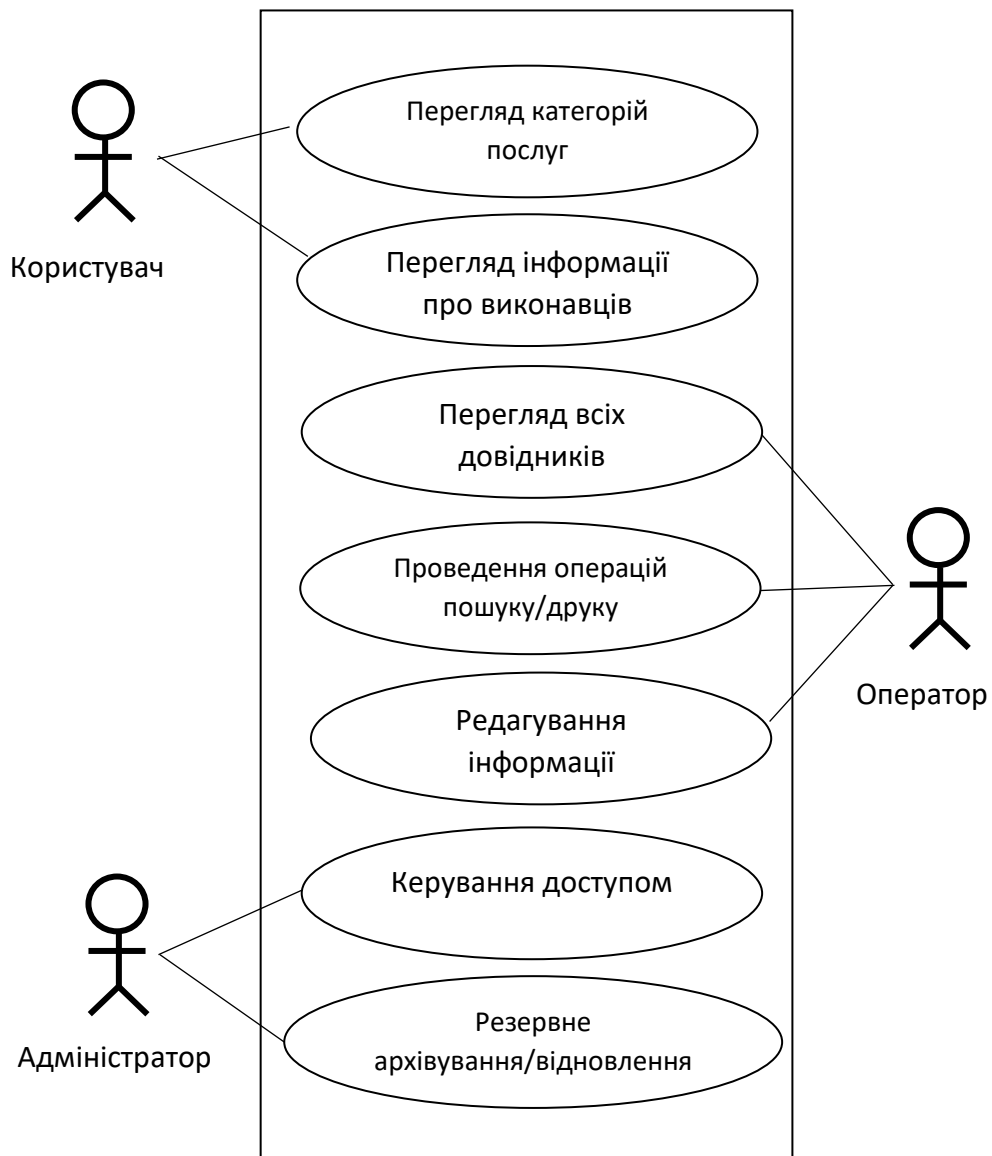 Перегляд категорій
послуг
Користувач
Перегляд інформації
про виконавців
Перегляд всіх
довідників
Проведення операцій
пошуку/друку
Оператор
Редагування
інформації
Керування доступом
Адміністратор
Резервне
архівування/відновлення